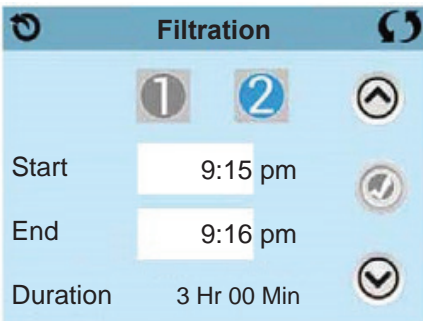 Filtration
1 2
Start 9:15 pm
End 9:16 pm
Duration 3 Hr 00 Min